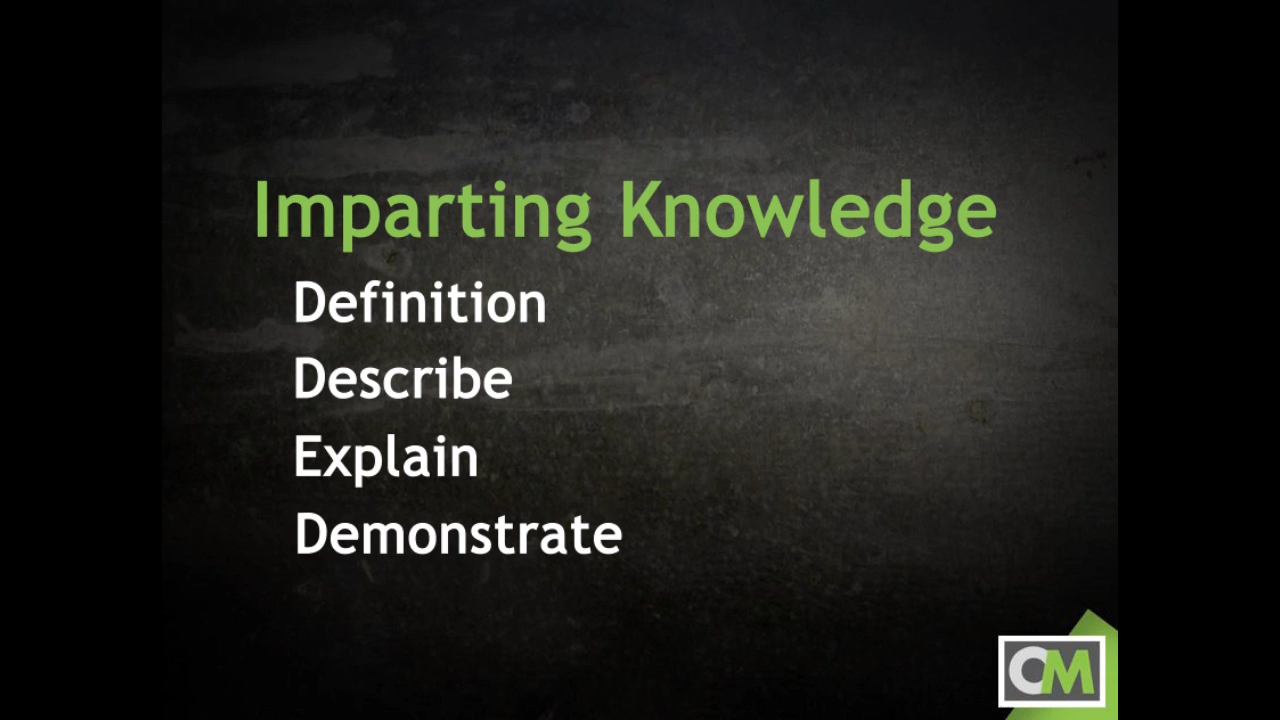 Imparting Knowledge
Definition
Describe
Explain
Demonstrate
CM